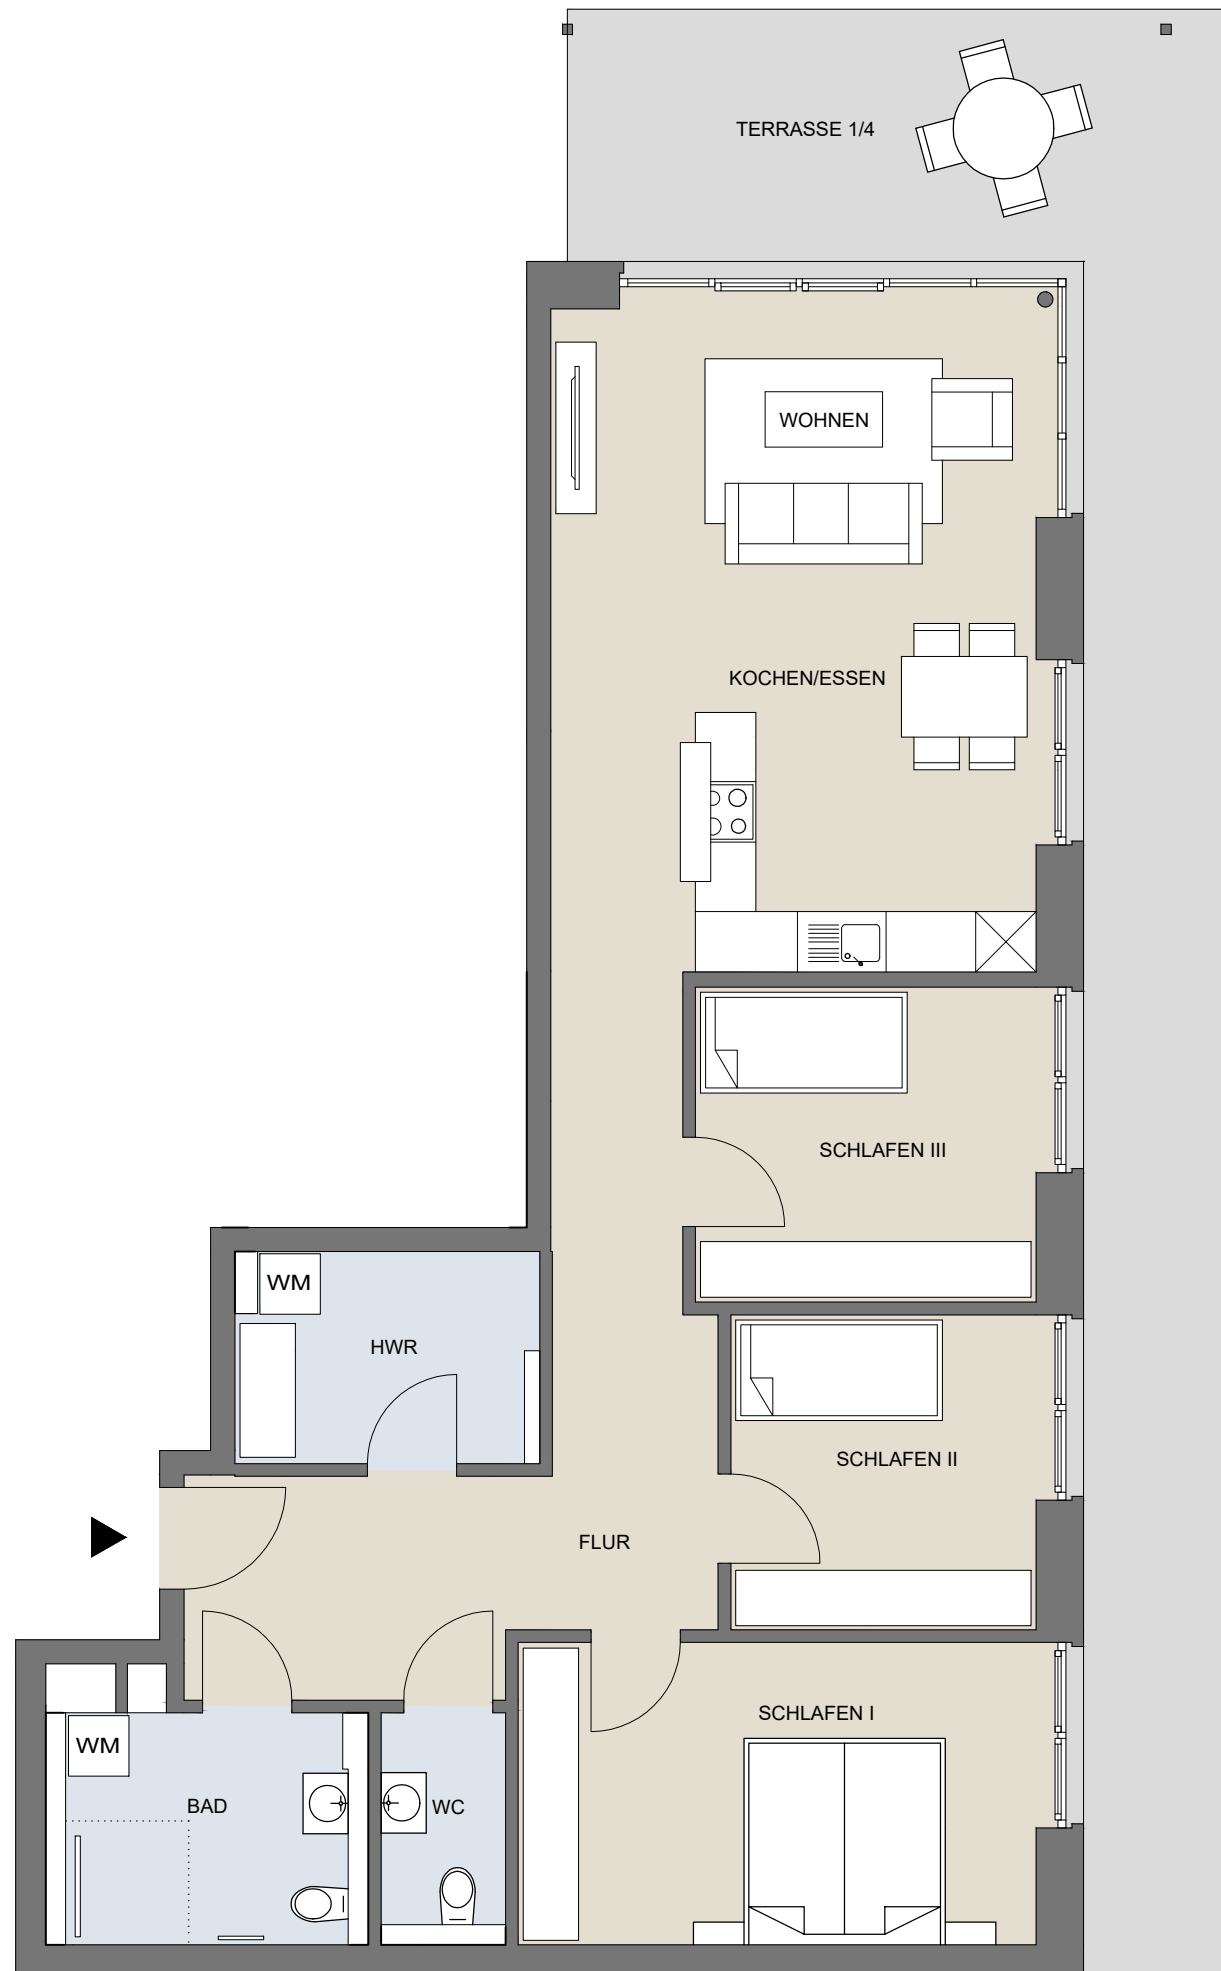 TERRASSE 1/4
WOHNEN
KOCHEN/ESSEN
SCHLAFEN III
WM
HWR
SCHLAFEN II
FLUR
SCHLAFEN I
WM
BAD
WC